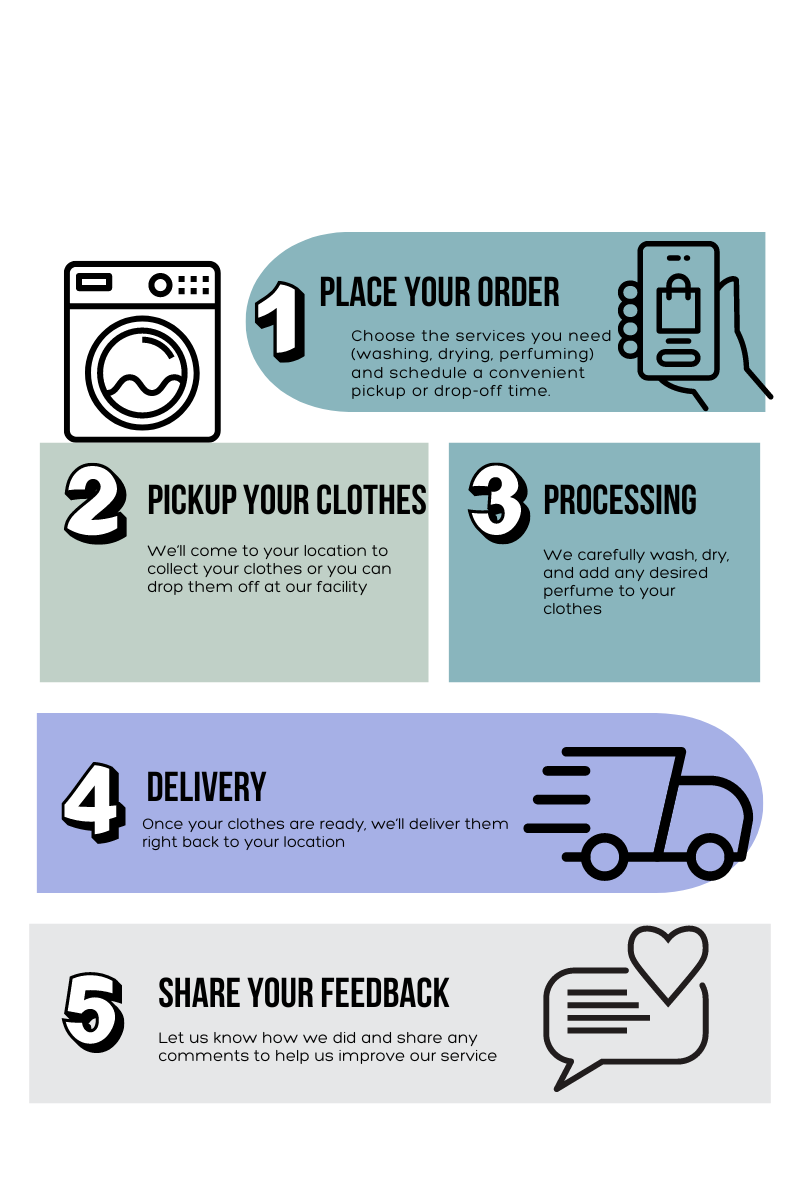 1
PLACE YOUR ORDER
Choose the services you need
(washing, drying, perfuming)
and schedule a convenient
pickup or drop-off time.
2
PICKUP YOUR CLOTHES
We'll come to your location to
collect your clothes or you can
drop them off at our facility
3
PROCESSING
We carefully wash, dry,
and add any desired
perfume to your
clothes
4
DELIVERY
Once your clothes are ready, we'll deliver them
right back to your location
5
SHARE YOUR FEEDBACK
Let us know how we did and share any
comments to help us improve our service